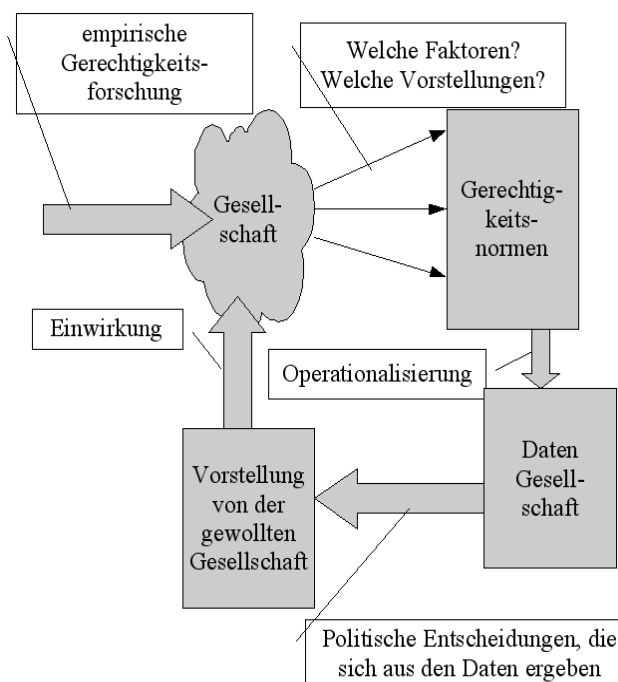 empirische
Gerechtigkeits-
forschung
Welche Faktoren?
Welche Vorstellungen?
Gesell-
schaft
Gerechtig-
keits-
normen
Einwirkung
Operationalisierung
Daten
Gesell-
schaft
Vorstellung
von der
gewollten
Gesellschaft
Politische Entscheidungen, die
sich aus den Daten ergeben